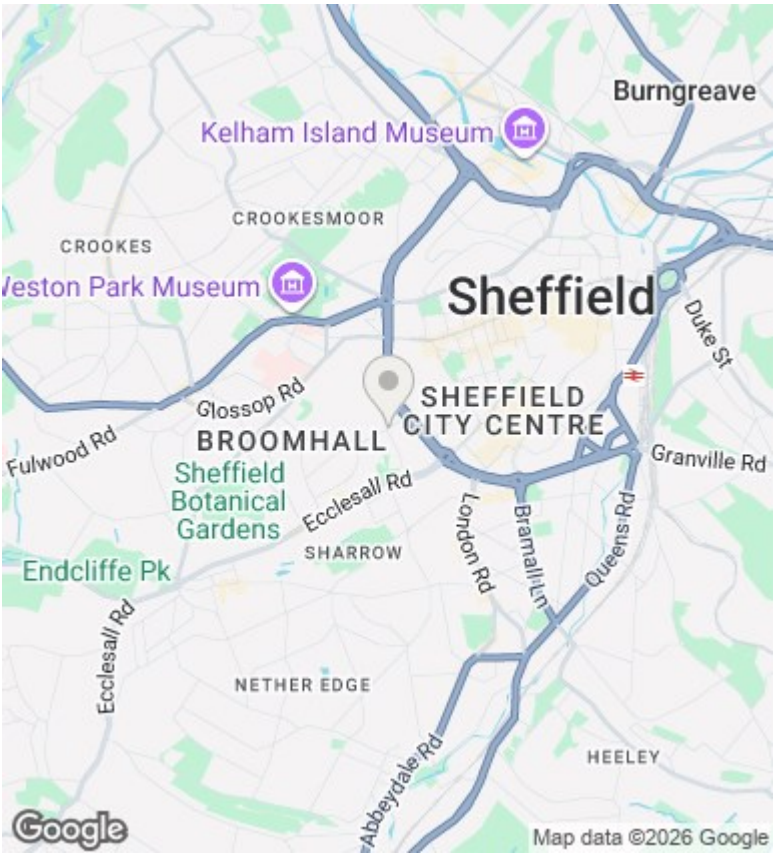 Burngreave
Kelham Island Museum
CROOKESMOOR
CROOKES
Weston Park Museum
Sheffield
Duke St
Glossop Rd
SHEFFIELD
CITY CENTRE
Fulwood Rd
BROOMHALL
Granville Rd
Sheffield
Botanical
Gardens
Ecclesall Rd
London Rd
Bramall Ln
Queens Rd
SHARROW
Endcliffe Pk
Ecclesall Rd
NETHER EDGE
Abbeydale Rd
HEELEY
Google
Map data ©2026 Google